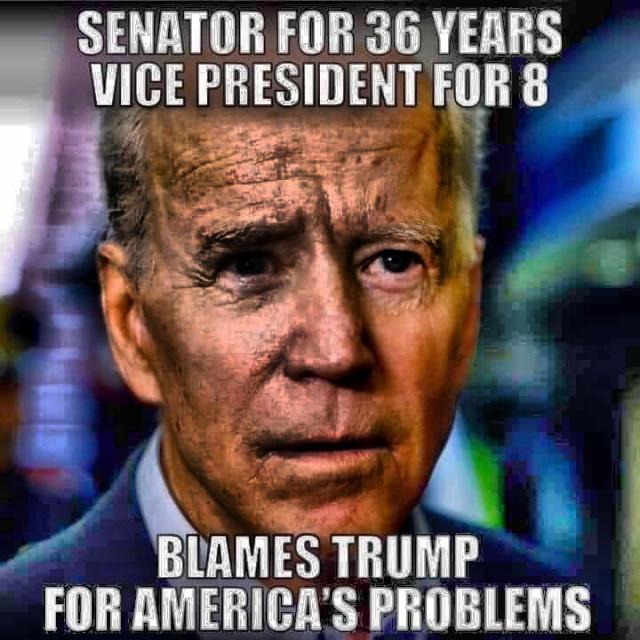 SENATOR FOR 36 YEARS
VICE PRESIDENT FOR 8
BLAMES TRUMP
FOR AMERICA'S PROBLEMS